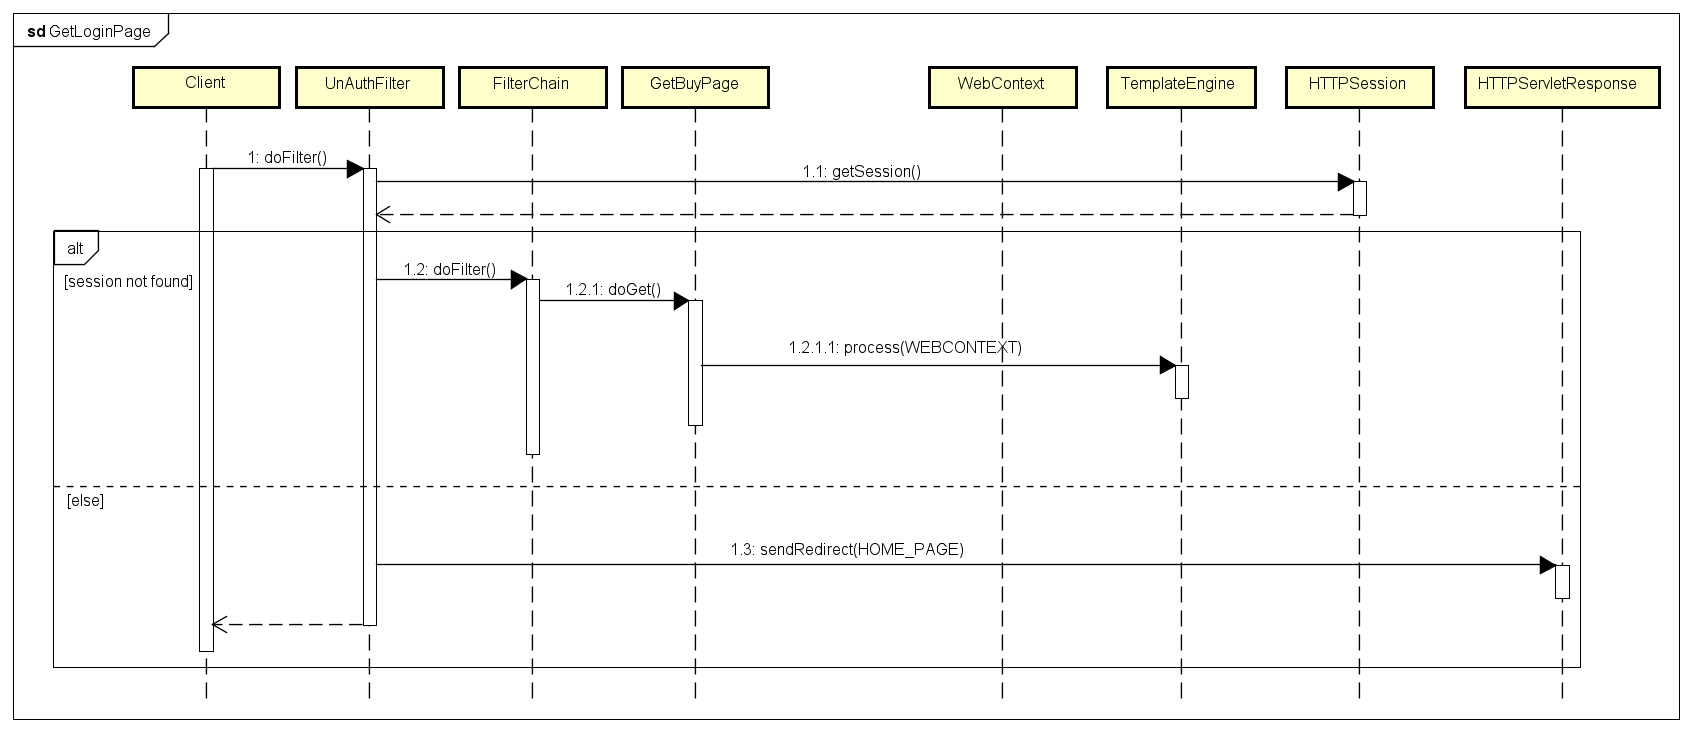 sd GetLoginPage
Client
UnAuthFilter
FilterChain
GetBuyPage
WebContext
TemplateEngine
HTTPSession
HTTPServletResponse
1: doFilter()
1.1: getSession()
alt
[session not found]
1.2: doFilter()
1.2.1: doGet()
1.2.1.1: process(WEBCONTEXT)
[else]
1.3: sendRedirect(HOME_PAGE)